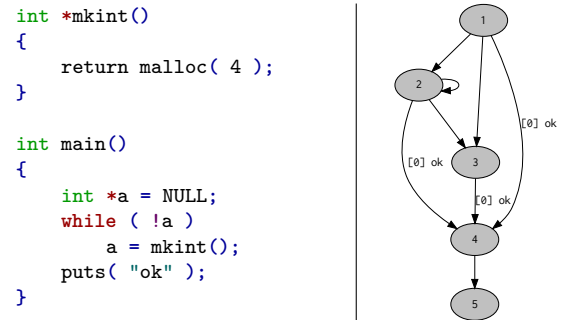 int *mkint()
{
    return malloc( 4 );
}
int main()
{
    int *a = NULL;
    while ( !a )
        a = mkint();
    puts( "ok" );
}
1
2
[0] ok
[0] ok
3
[0] ok
4
5